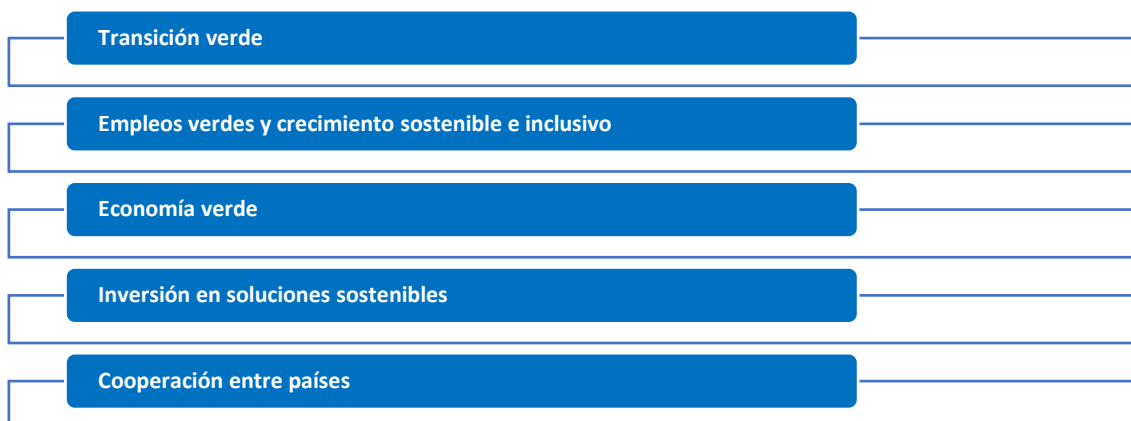 Transición verde
Empleos verdes y crecimiento sostenible e inclusivo
Economía verde
Inversión en soluciones sostenibles
Cooperación entre países